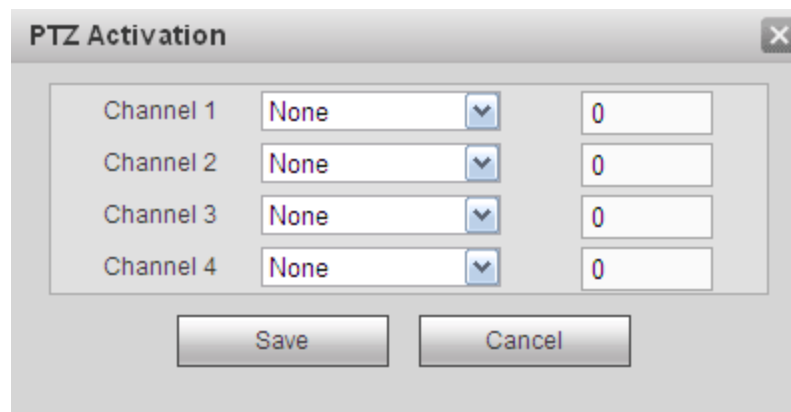 PTZ Activation
Channel 1 None 0
Channel 2 None 0
Channel 3 None 0
Channel 4 None 0
Save Cancel